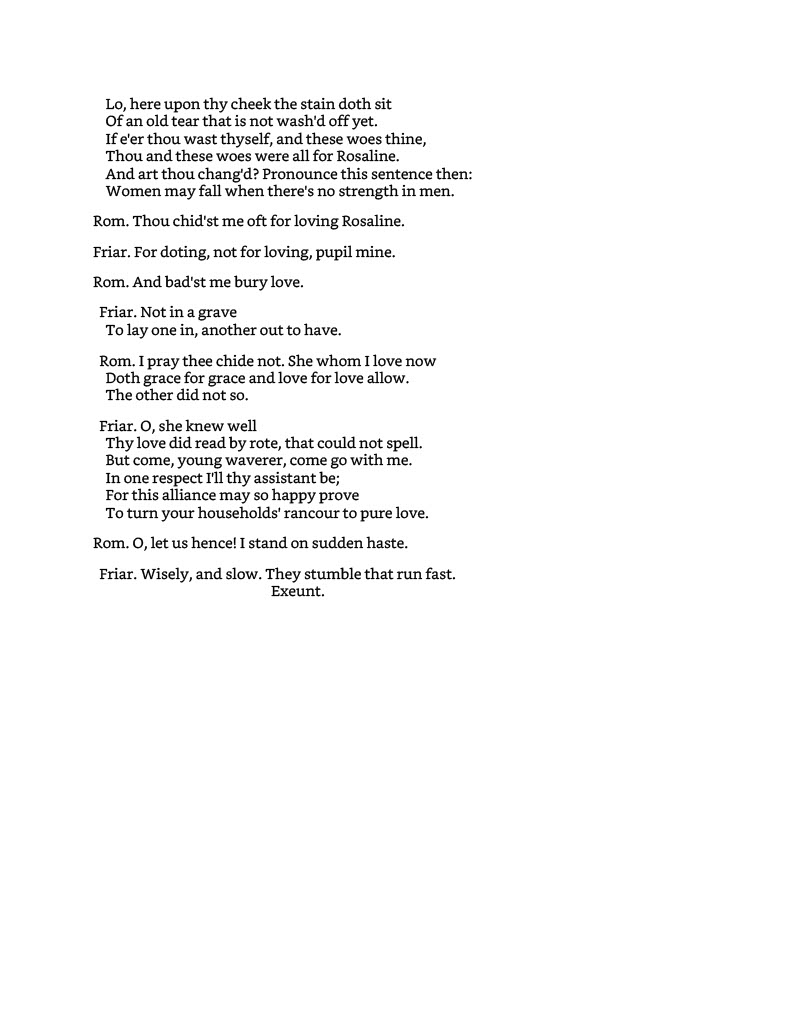 Lo, here upon thy cheek the stain doth sit
Of an old tear that is not wash'd off yet.
If e'er thou wast thyself, and these woes thine,
Thou and these woes were all for Rosaline.
And art thou chang'd? Pronounce this sentence then:
Women may fall when there's no strength in men.
Rom. Thou chid'st me oft for loving Rosaline.
Friar. For doting, not for loving, pupil mine.
Rom. And bad'st me bury love.
Friar. Not in a grave
To lay one in, another out to have.
Rom. I pray thee chide not. She whom I love now
Doth grace for grace and love for love allow.
The other did not so.
Friar. O, she knew well
Thy love did read by rote, that could not spell.
But come, young waverer, come go with me.
In one respect I'll thy assistant be;
For this alliance may so happy prove
To turn your households' rancour to pure love.
Rom. O, let us hence! I stand on sudden haste.
Friar. Wisely, and slow. They stumble that run fast.
Exeunt.